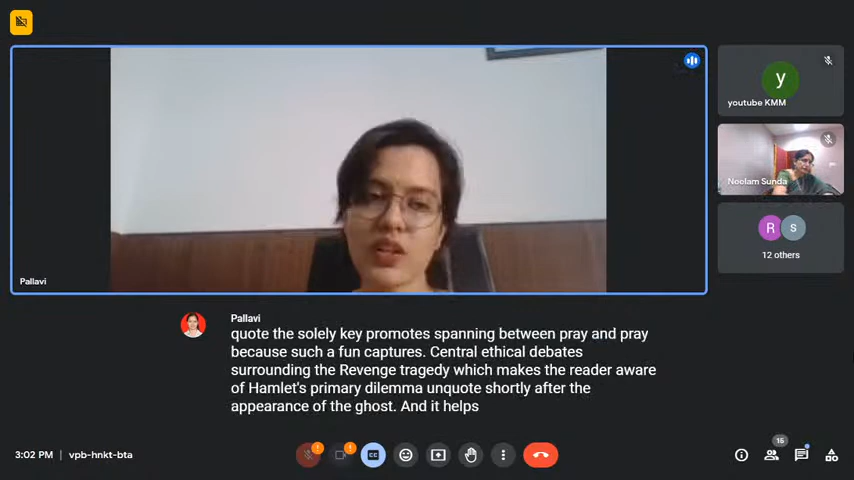 y
youtube KMM
Neelam Sunda
R S
12 others
Pallavi
Pallavi
quote the solely key promotes spanning between pray and pray
because such a fun captures. Central ethical debates
surrounding the Revenge tragedy which makes the reader aware
of Hamlet's primary dilemma unquote shortly after the
appearance of the ghost. And it helps
3:02 PM | vpb-hnkt-bta
CC
16